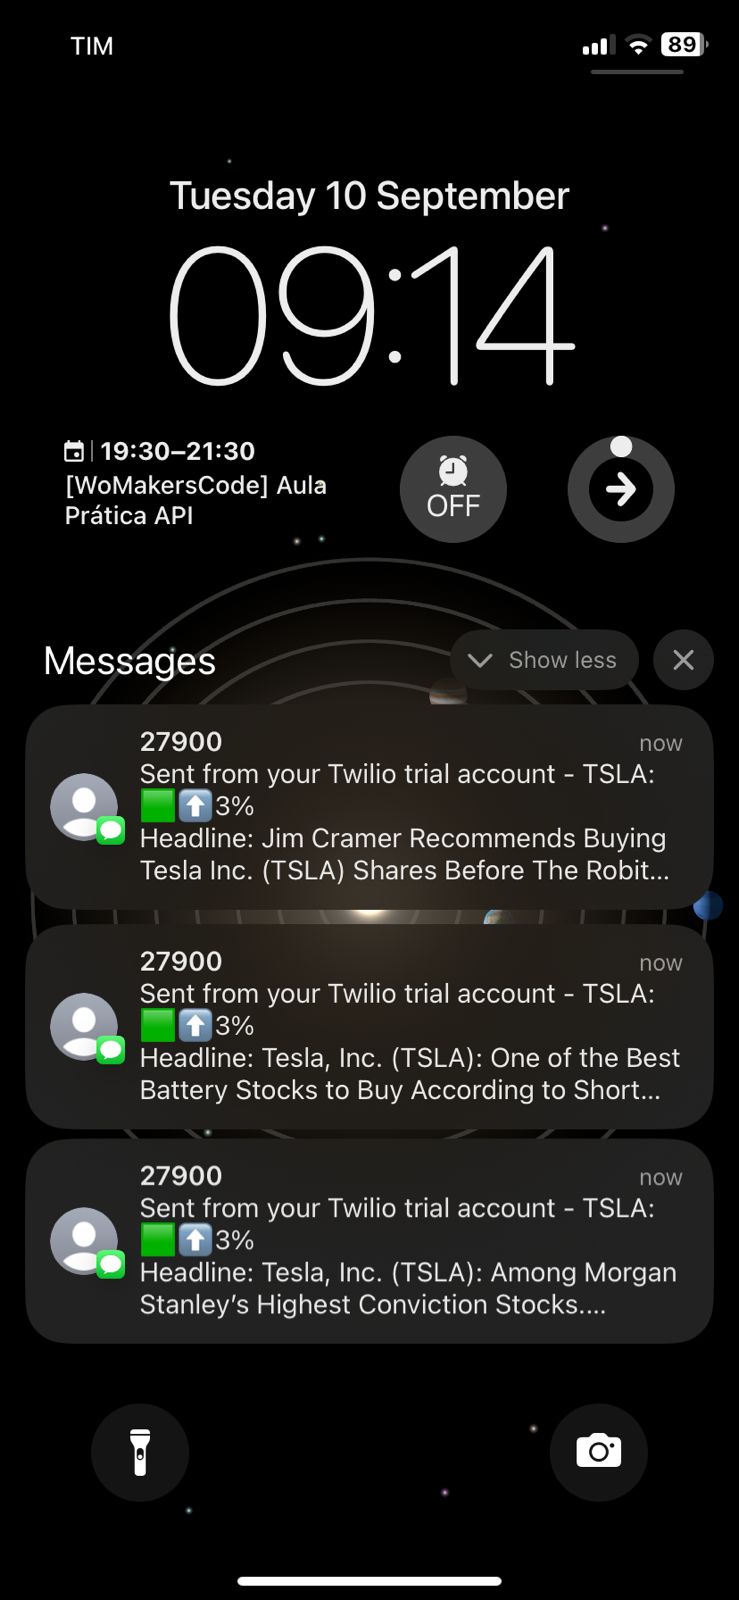 TIM
89
Tuesday 10 September
09:14
19:30–21:30
[WoMakersCode] Aula
Prática API
OFF
Messages
Show less
27900
now
Sent from your Twilio trial account - TSLA:
🟩⬆️3%
Headline: Jim Cramer Recommends Buying
Tesla Inc. (TSLA) Shares Before The Robit...
27900
now
Sent from your Twilio trial account - TSLA:
🟩⬆️3%
Headline: Tesla, Inc. (TSLA): One of the Best
Battery Stocks to Buy According to Short...
27900
now
Sent from your Twilio trial account - TSLA:
🟩⬆️3%
Headline: Tesla, Inc. (TSLA): Among Morgan
Stanley’s Highest Conviction Stocks....